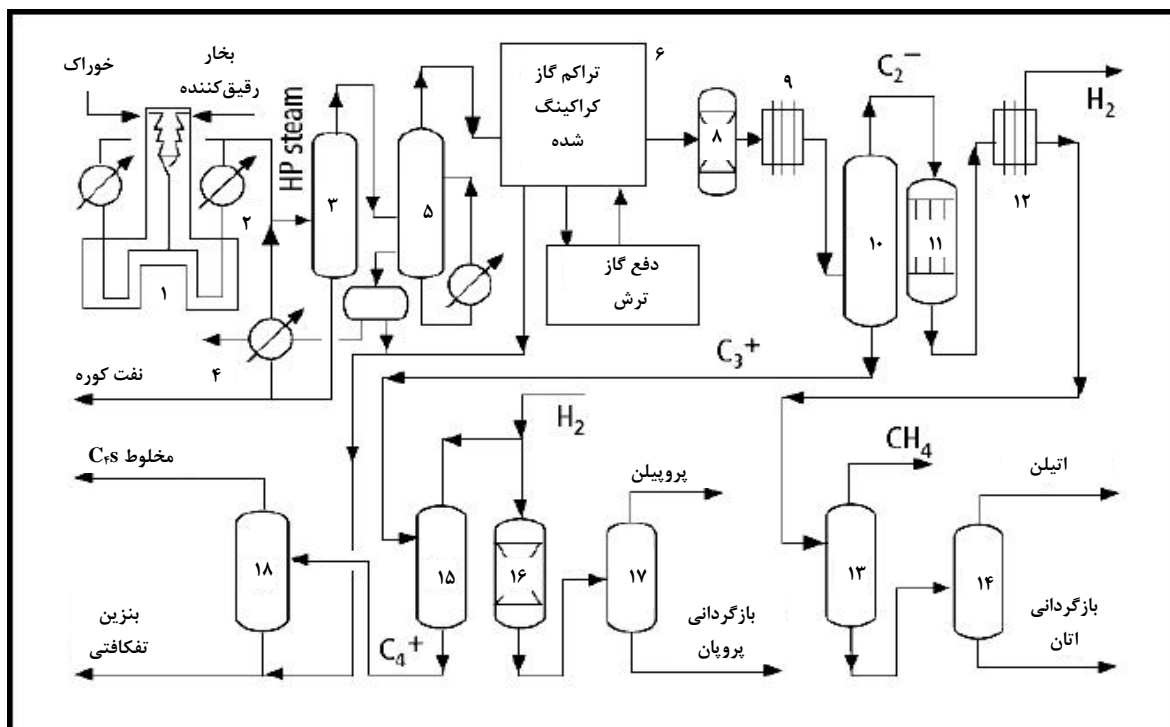 خوراک
بخار
رقیق‌کننده
HP steam
۱
۲
۳
۴
۵
۶
تراکم گاز
کراکینگ
شده
دفع گاز
ترش
۸
۹
C₂⁻
۱۰
۱۱
۱۲
H₂
نفت کوره
C₃⁺
H₂
مخلوط C₄s
۱۸
بنزین
تفکافتی
C₄⁺
۱۵
۱۶
پروپیلن
۱۷
بازگردانی
پروپان
CH₄
۱۳
اتیلن
۱۴
بازگردانی
اتان